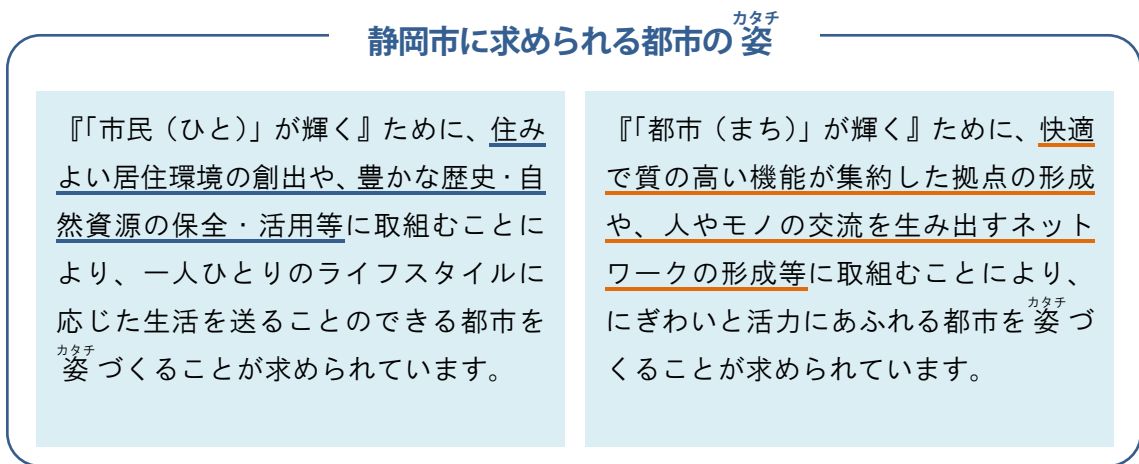 静岡市に求められる都市の姿
カタチ
『「市民（ひと）」が輝く』ために、住み
よい居住環境の創出や、豊かな歴史・自
然資源の保全・活用等に取組むことに
より、一人ひとりのライフスタイルに
応じた生活を送ることのできる都市を
カタチ
姿づくることが求められています。
『「都市（まち）」が輝く』ために、快適
で質の高い機能が集約した拠点の形成
や、人やモノの交流を生み出すネット
ワークの形成等に取組むことにより、
カタチ
にぎわいと活力にあふれる都市を姿づ
くることが求められています。